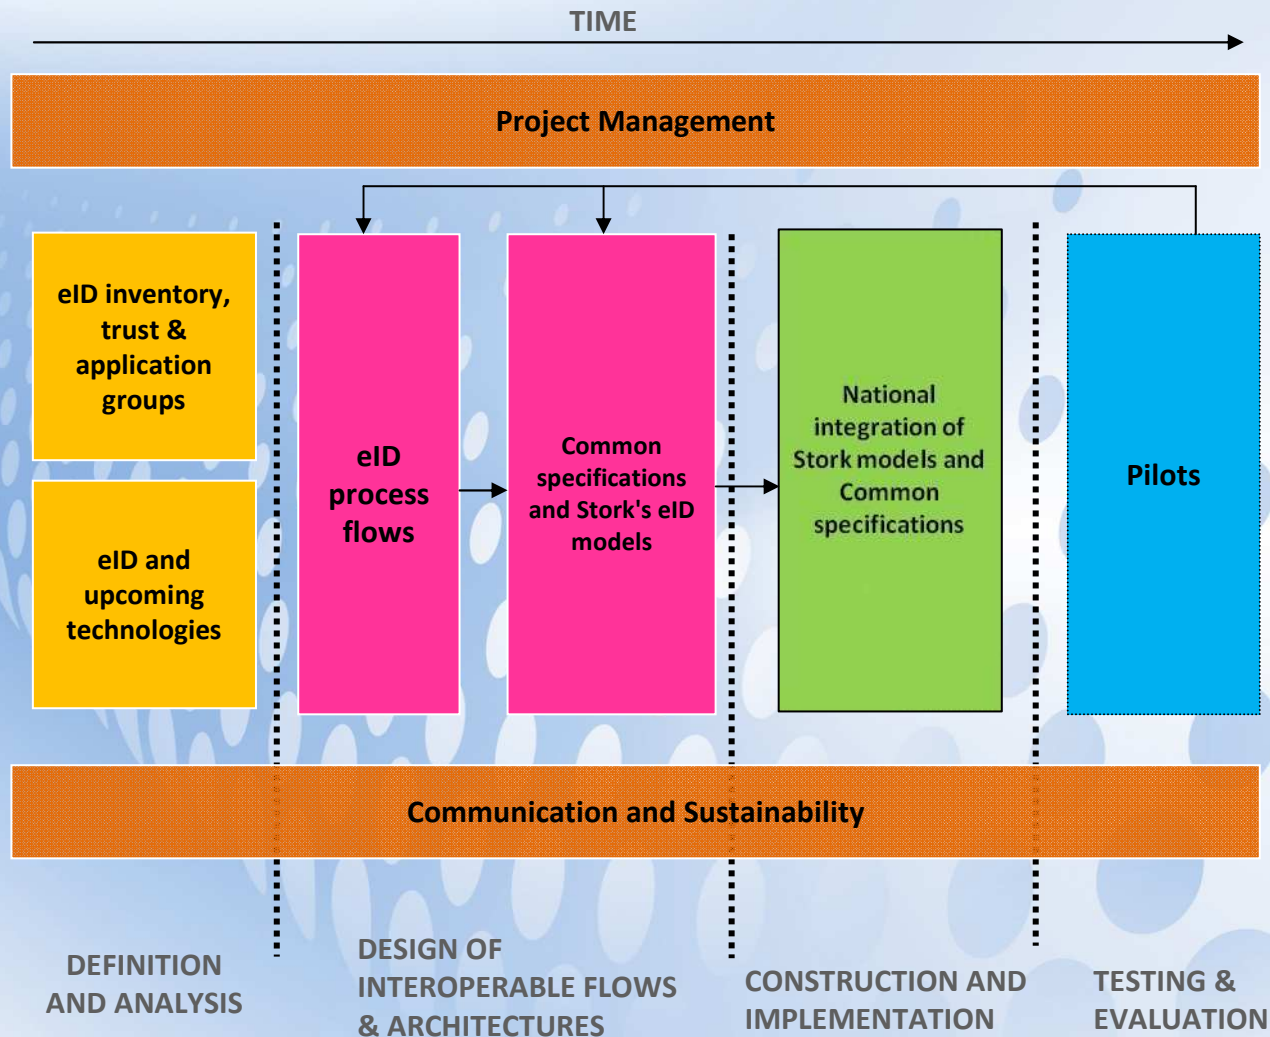 TIME
Project Management
eID inventory,
trust &
application
groups
eID and
upcoming
technologies
eID
process
flows
Common
specifications
and Stork's eID
models
National
integration of
Stork models and
Common
specifications
Pilots
Communication and Sustainability
DEFINITION
AND ANALYSIS
DESIGN OF
INTEROPERABLE FLOWS
& ARCHITECTURES
CONSTRUCTION AND
IMPLEMENTATION
TESTING &
EVALUATION